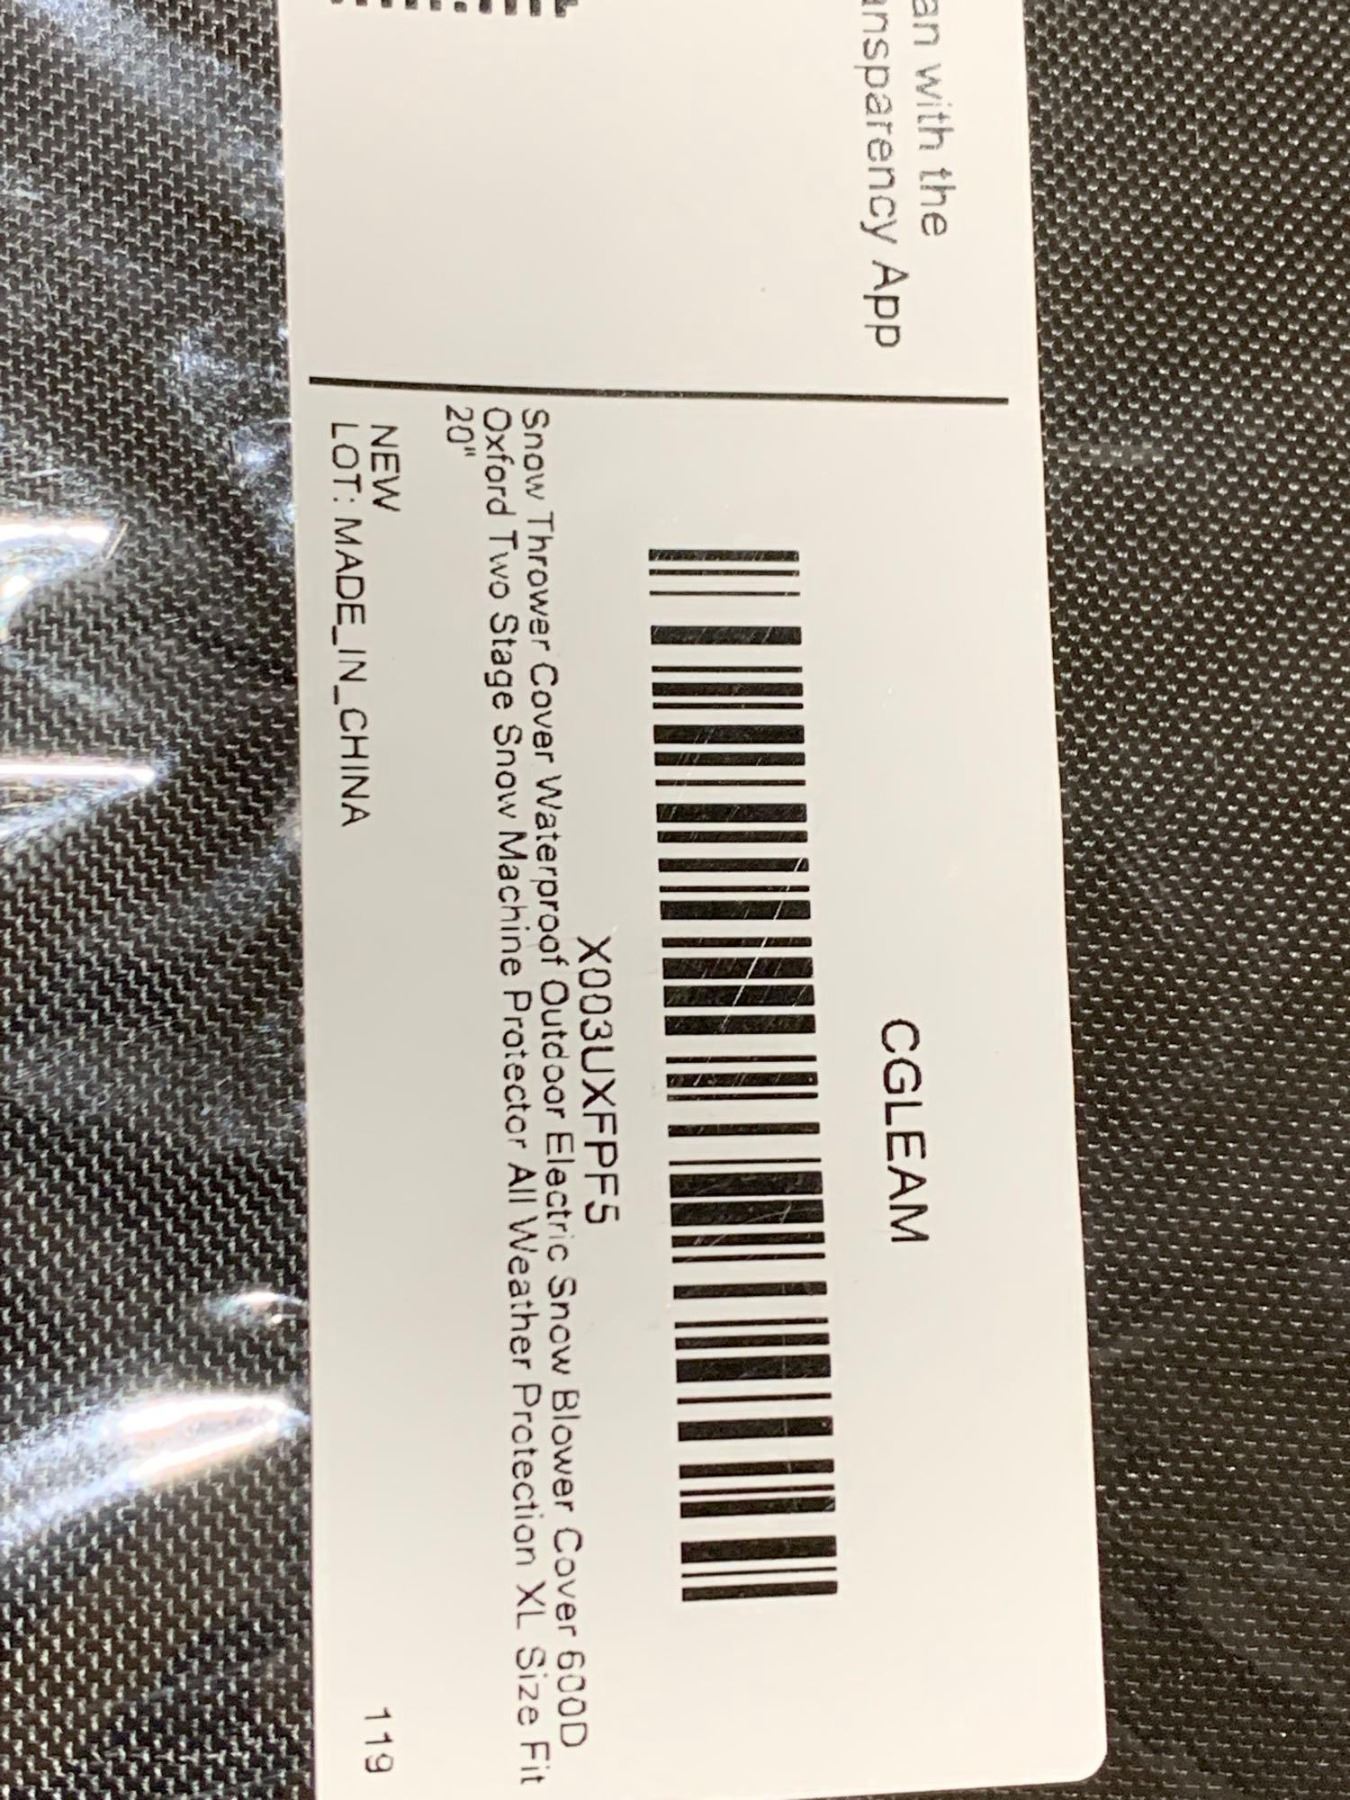 an with the
ansparency App
CGLEAM
X003UXFPF5
Snow Thrower Cover Waterproof Outdoor Electric Snow Blower Cover 600D
Oxford Two Stage Snow Machine Protector All Weather Protection XL Size Fit
20"
NEW
LOT: MADE_IN_CHINA
119